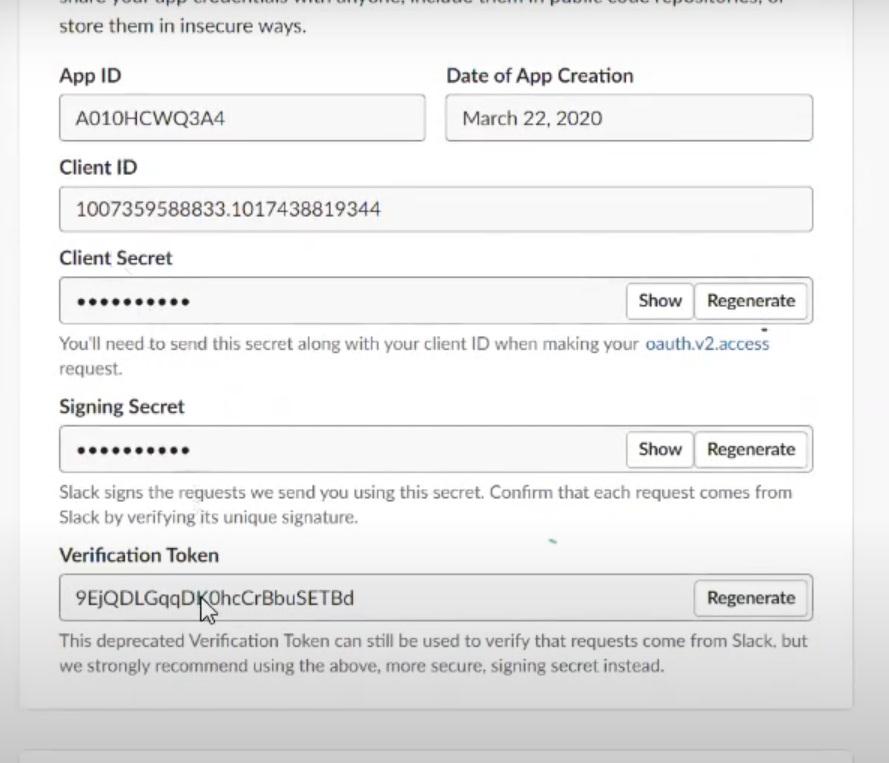 store them in insecure ways.
App ID
Date of App Creation
A010HCWQ3A4
March 22, 2020
Client ID
1007359588833.1017438819344
Client Secret
••••••••••
Show
Regenerate
You'll need to send this secret along with your client ID when making your oauth.v2.access
request.
Signing Secret
••••••••••
Show
Regenerate
Slack signs the requests we send you using this secret. Confirm that each request comes from
Slack by verifying its unique signature.
Verification Token
9EjQDLGqqDK0hcCrBbuSETBd
Regenerate
This deprecated Verification Token can still be used to verify that requests come from Slack, but
we strongly recommend using the above, more secure, signing secret instead.